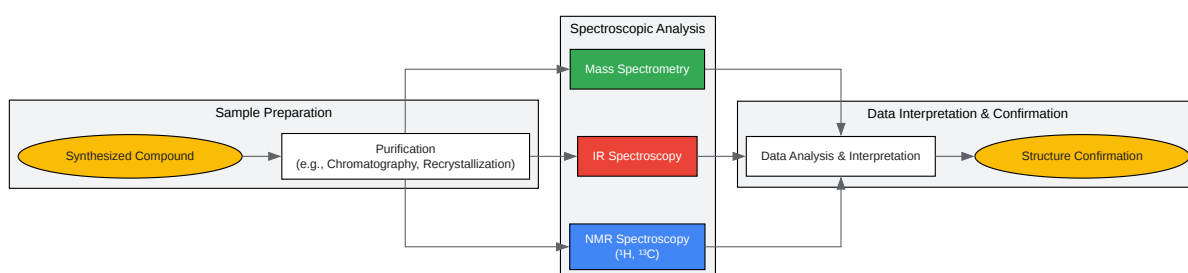 Spectroscopic Analysis
Mass Spectrometry
Sample Preparation
Data Interpretation & Confirmation
Synthesized Compound
Purification
(e.g., Chromatography, Recrystallization)
IR Spectroscopy
Data Analysis & Interpretation
Structure Confirmation
NMR Spectroscopy
(¹H, ¹³C)